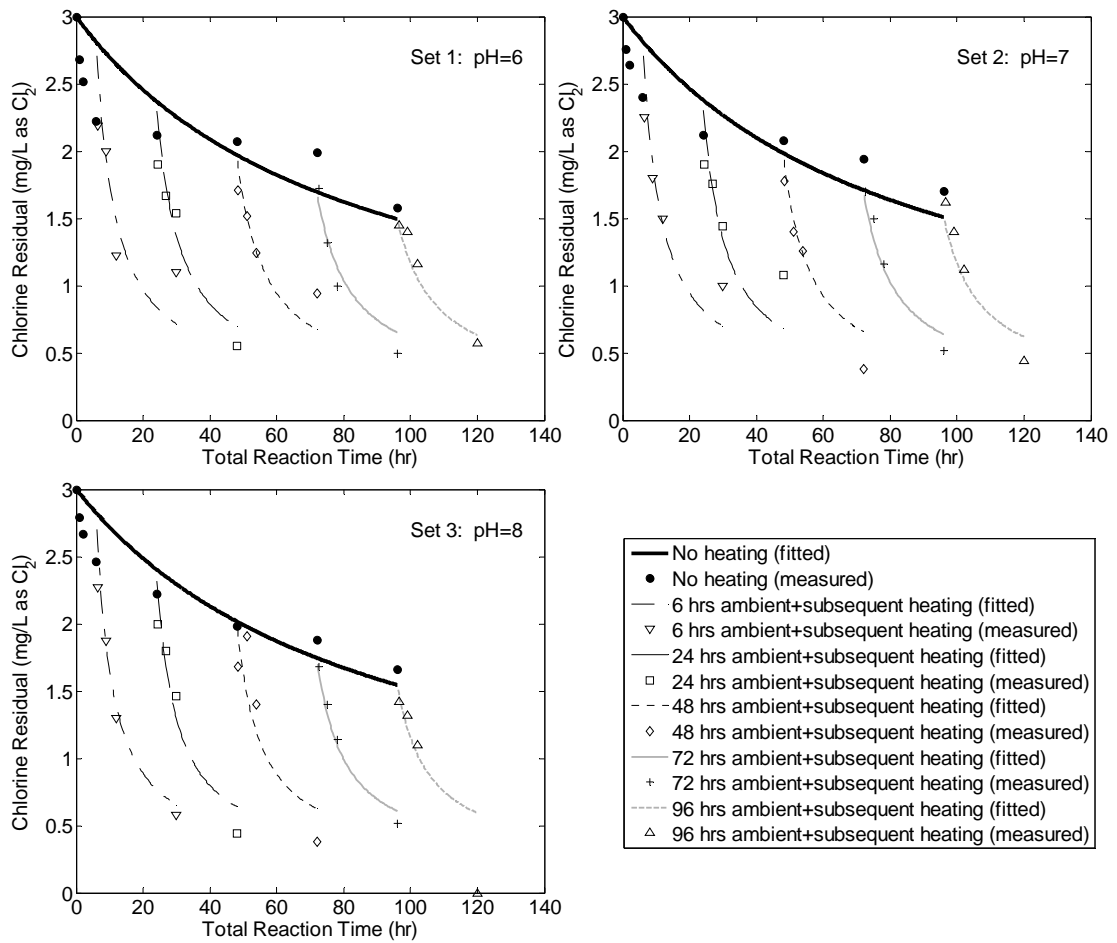 3
2.5
2
1.5
1
0.5
0
0 20 40 60 80 100 120 140
Chlorine Residual (mg/L as Cl2)
Total Reaction Time (hr)
Set 1: pH=6
3
2.5
2
1.5
1
0.5
0
0 20 40 60 80 100 120 140
Chlorine Residual (mg/L as Cl2)
Total Reaction Time (hr)
Set 2: pH=7
3
2.5
2
1.5
1
0.5
0
0 20 40 60 80 100 120 140
Chlorine Residual (mg/L as Cl2)
Total Reaction Time (hr)
Set 3: pH=8
No heating (fitted)
No heating (measured)
6 hrs ambient+subsequent heating (fitted)
6 hrs ambient+subsequent heating (measured)
24 hrs ambient+subsequent heating (fitted)
24 hrs ambient+subsequent heating (measured)
48 hrs ambient+subsequent heating (fitted)
48 hrs ambient+subsequent heating (measured)
72 hrs ambient+subsequent heating (fitted)
72 hrs ambient+subsequent heating (measured)
96 hrs ambient+subsequent heating (fitted)
96 hrs ambient+subsequent heating (measured)